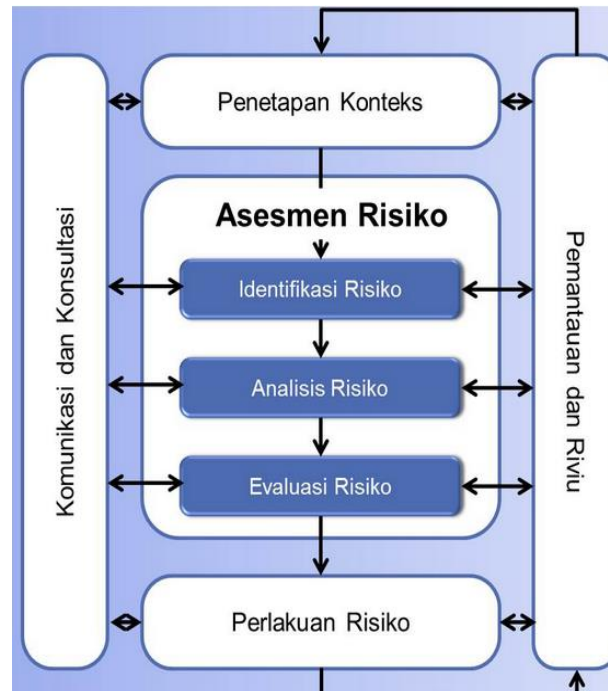 Penetapan Konteks
Komunikasi dan Konsultasi
Asesmen Risiko
Identifikasi Risiko
Analisis Risiko
Evaluasi Risiko
Pemantauan dan Riviu
Perlakuan Risiko